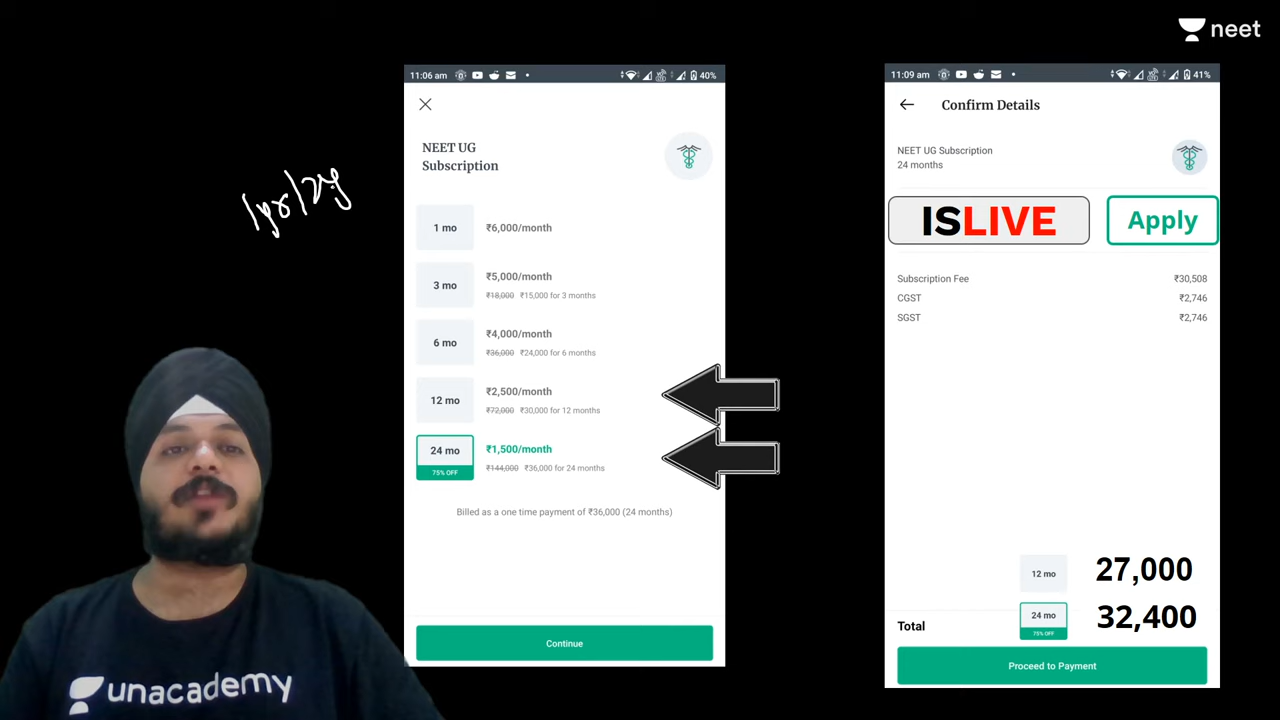 neet
1yr/2yr
11:06 am
40%
NEET UG
Subscription
1 mo
₹6,000/month
3 mo
₹5,000/month
₹18,000 ₹15,000 for 3 months
6 mo
₹4,000/month
₹36,000 ₹24,000 for 6 months
12 mo
₹2,500/month
₹72,000 ₹30,000 for 12 months
24 mo
75% OFF
₹1,500/month
₹144,000 ₹36,000 for 24 months
Billed as a one time payment of ₹36,000 (24 months)
Continue
11:09 am
41%
Confirm Details
NEET UG Subscription
24 months
ISLIVE
Apply
Subscription Fee ₹30,508
CGST ₹2,746
SGST ₹2,746
12 mo 27,000
24 mo 32,400
75% OFF
Total
Proceed to Payment
unacademy